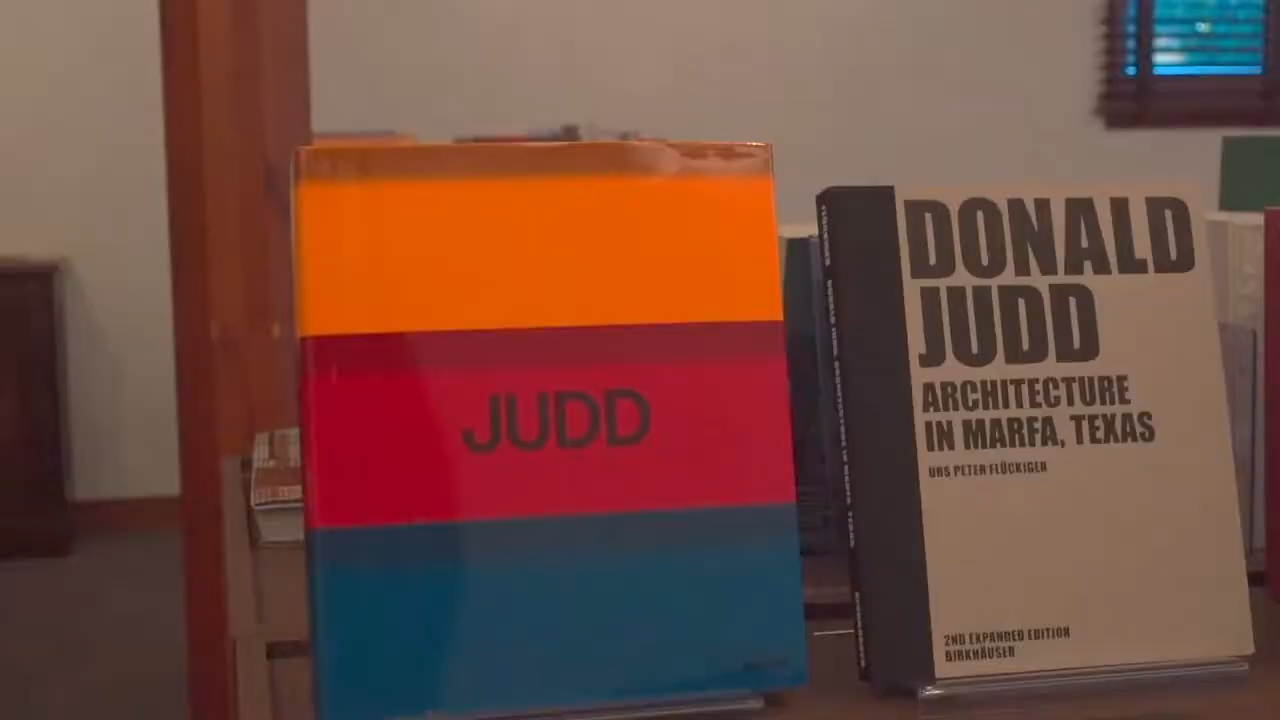 JUDD
DONALD
JUDD
ARCHITECTURE
IN MARFA, TEXAS
URS PETER FLÜCKIGER
2ND EXPANDED EDITION
BIRKHÄUSER